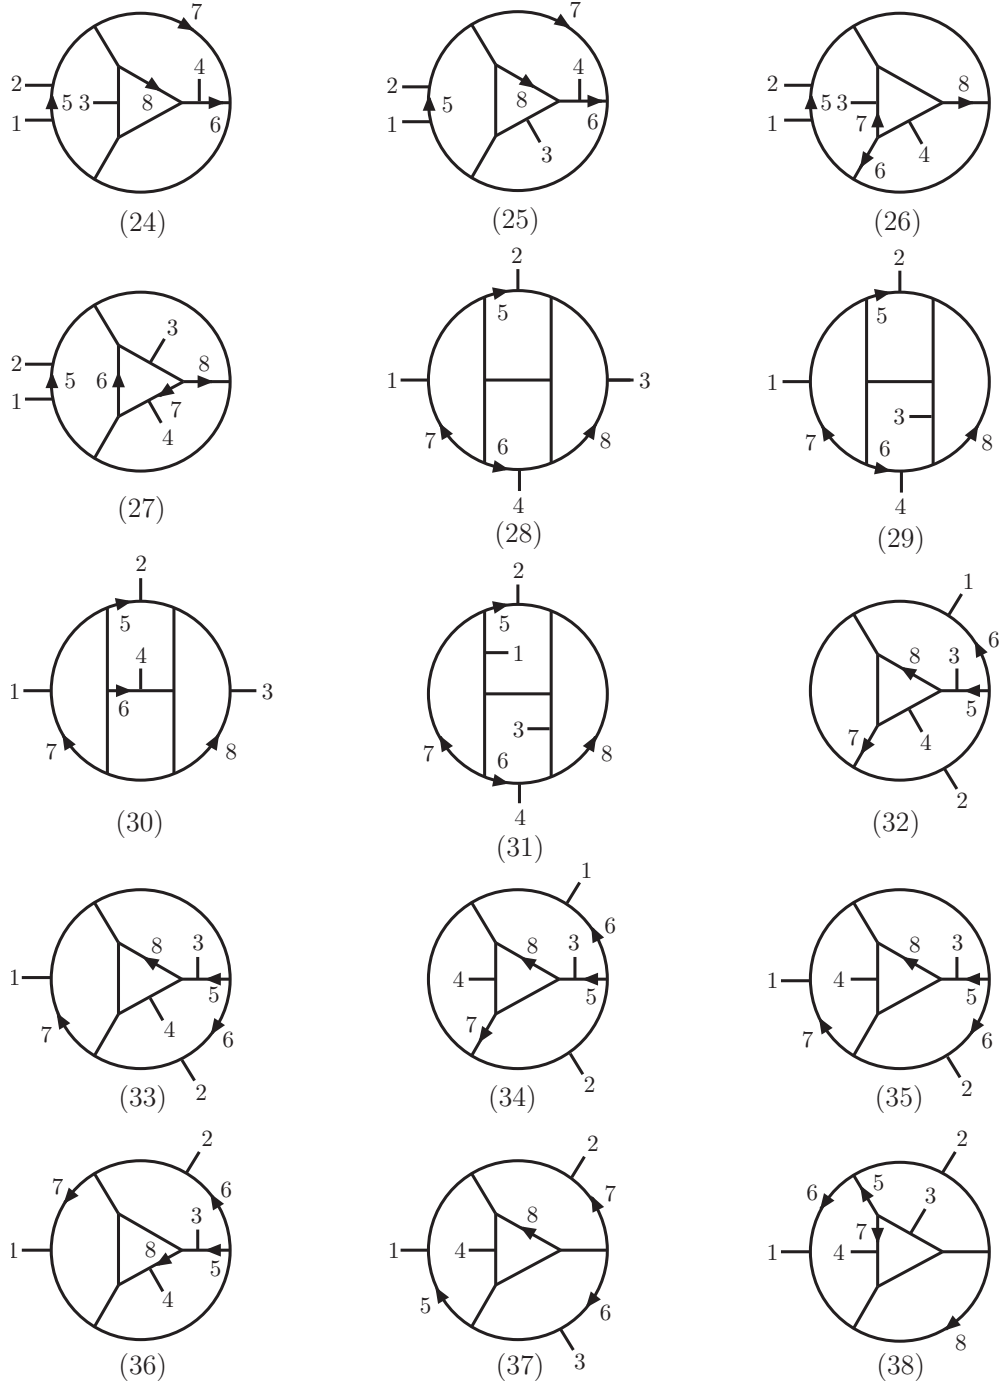 7 7
2 4 2 4 8
5 3 8 5 8 5 3
1 6 1 6 1 7
3 6 4
(24) (25) (26)
2 2
3 5 5
2 8
5 6 1 3 1
1 7 3
4 7 6 8 7 6 8
4 4
(27) (28) (29)
2 2 1
5 5 6
4 1 8 3
1 3 5
6 3 7 4
7 8 7 6 8 2
4
(30) (31) (32)
1
8 3 8 3 6 8 3
1 5 4 5 1 4 5
7 4 6 7 7 6
2 2 2
(33) (34) (35)
2 2 2
7 6 7 6 5
3 8 3
1 8 5 1 4 1 7
4 4
5 6
3 8
(36) (37) (38)